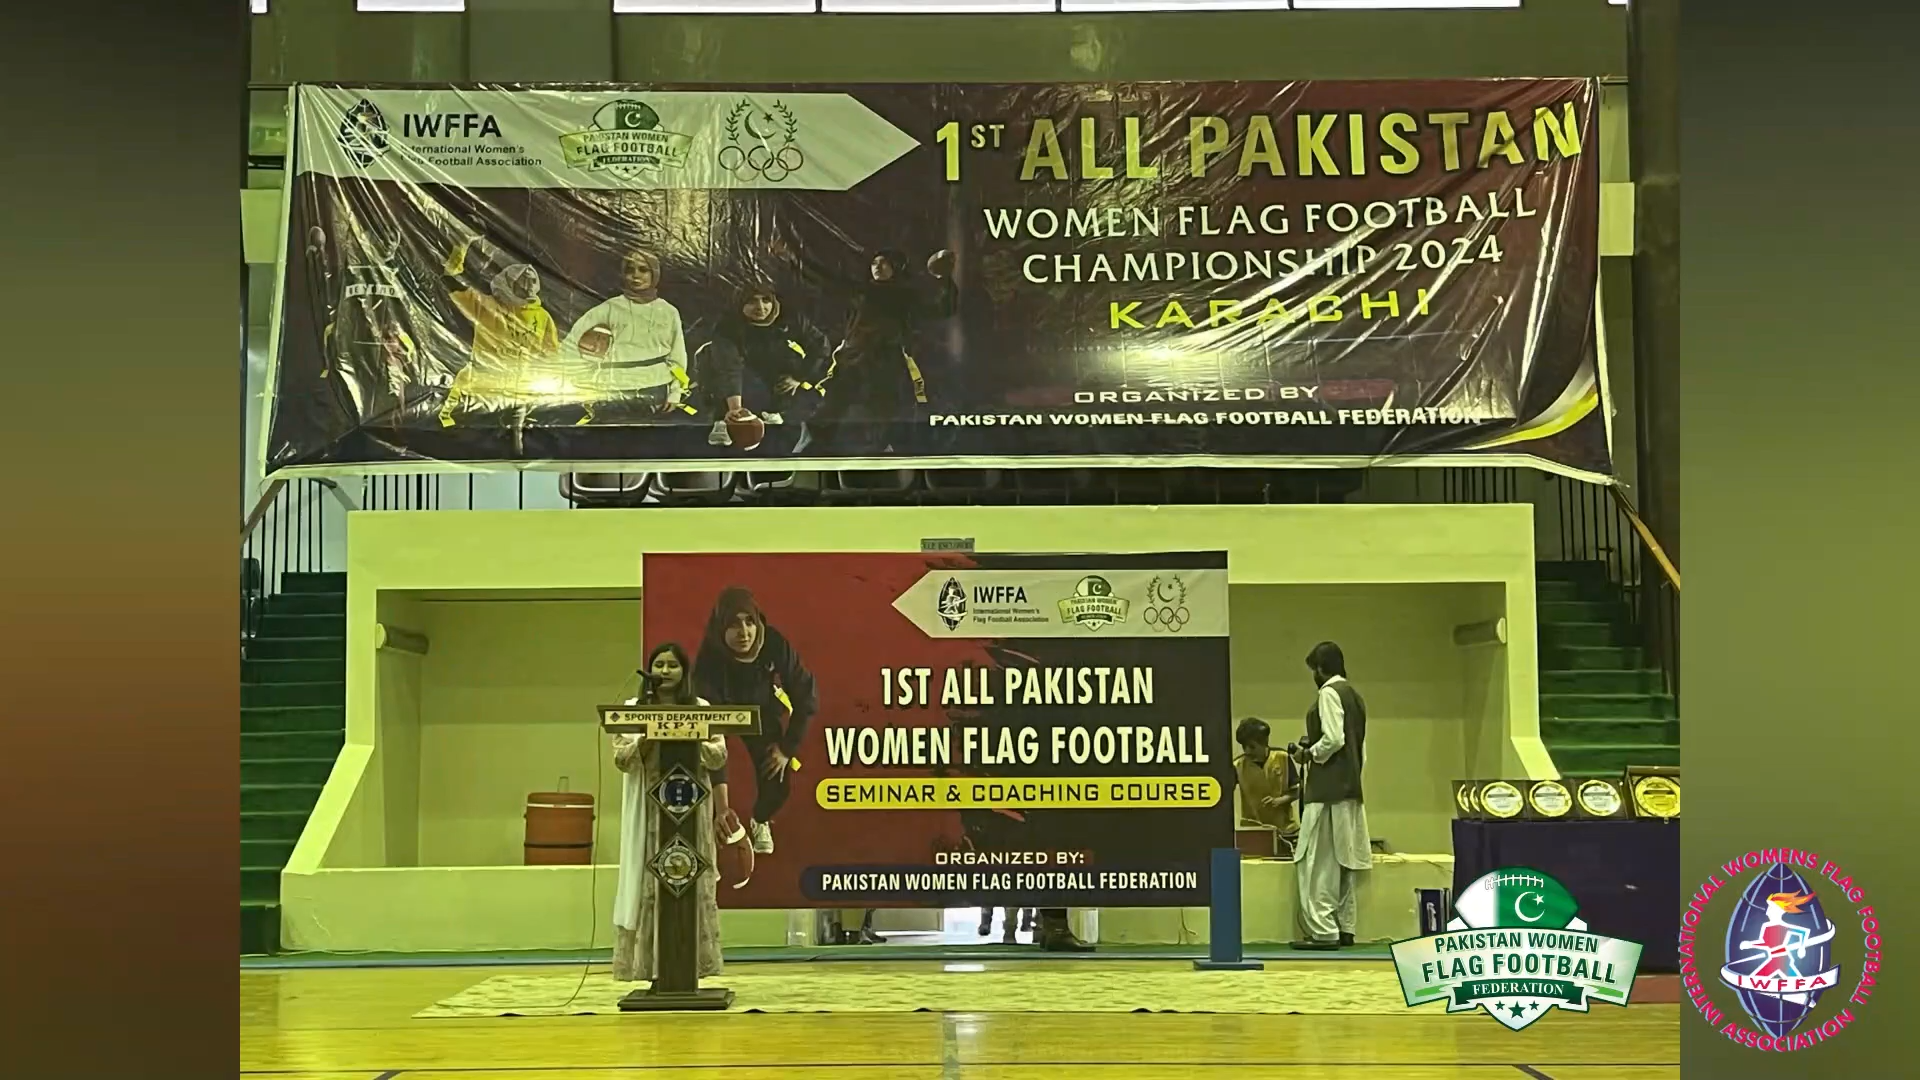 IWFFA
International Women's
Flag Football Association
PAKISTAN WOMEN
FLAG FOOTBALL
FEDERATION
1ST ALL PAKISTAN
WOMEN FLAG FOOTBALL
CHAMPIONSHIP 2024
KARACHI
ORGANIZED BY
PAKISTAN WOMEN FLAG FOOTBALL FEDERATION
IWFFA
International Women's
Flag Football Association
PAKISTAN WOMEN
FLAG FOOTBALL
1ST ALL PAKISTAN
WOMEN FLAG FOOTBALL
SEMINAR & COACHING COURSE
ORGANIZED BY:
PAKISTAN WOMEN FLAG FOOTBALL FEDERATION
SPORTS DEPARTMENT
KPT
PAKISTAN WOMEN
FLAG FOOTBALL
FEDERATION
INTERNATIONAL WOMENS FLAG FOOTBALL ASSOCIATION
IWFFA